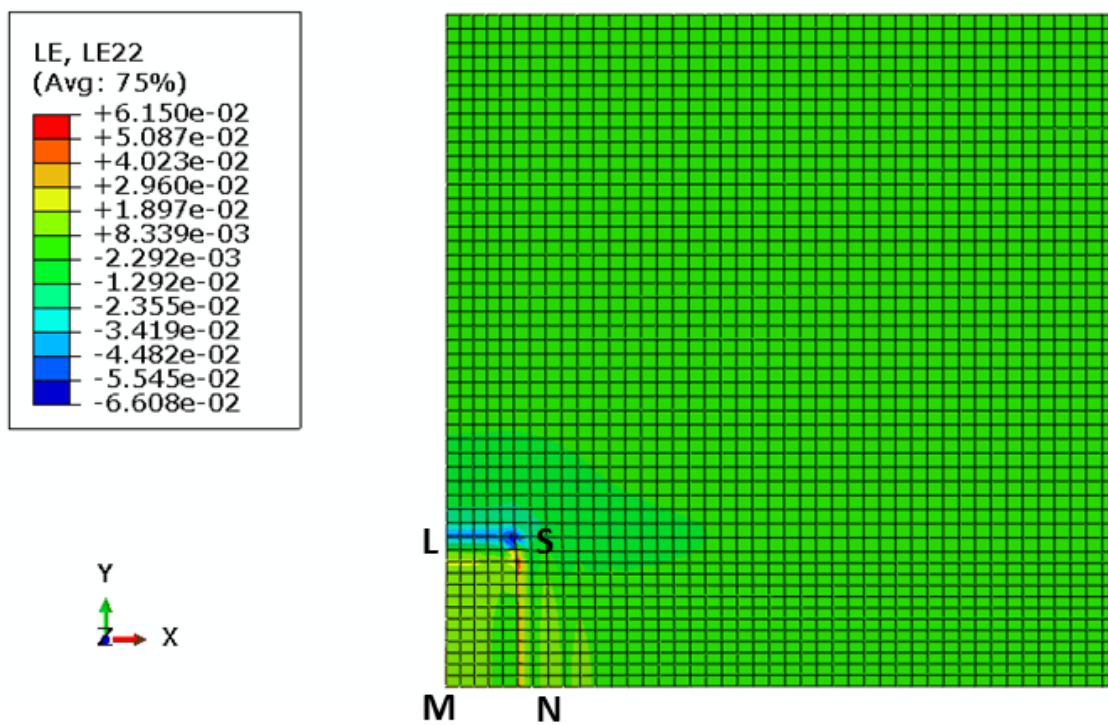 LE, LE22
(Avg: 75%)
+6.150e-02
+5.087e-02
+4.023e-02
+2.960e-02
+1.897e-02
+8.339e-03
-2.292e-03
-1.292e-02
-2.355e-02
-3.419e-02
-4.482e-02
-5.545e-02
-6.608e-02
L
S
Y
Z
X
M
N